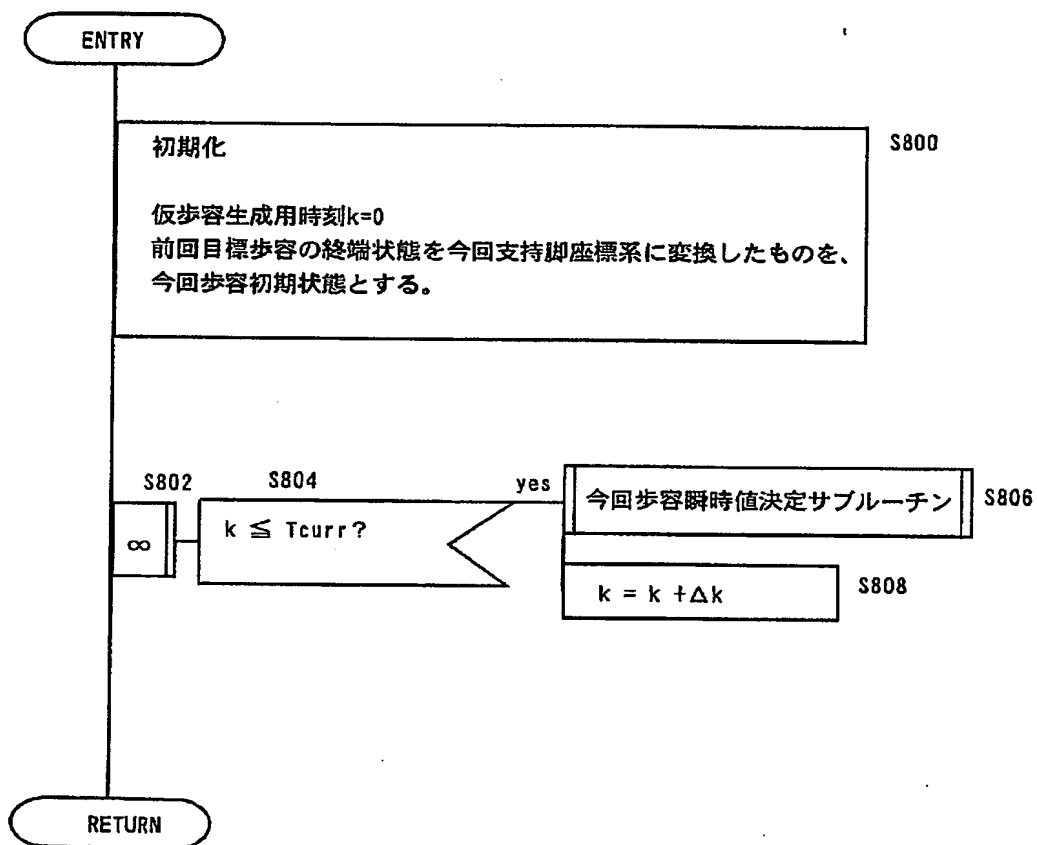 ENTRY
初期化
S800
仮歩容生成用時刻k=0
前回目標歩容の終端状態を今回支持脚座標系に変換したものを、
今回歩容初期状態とする。
S802
S804
yes
∞
k ≦ Tcurr?
今回歩容瞬時値決定サブルーチン
S806
k = k +Δk
S808
RETURN